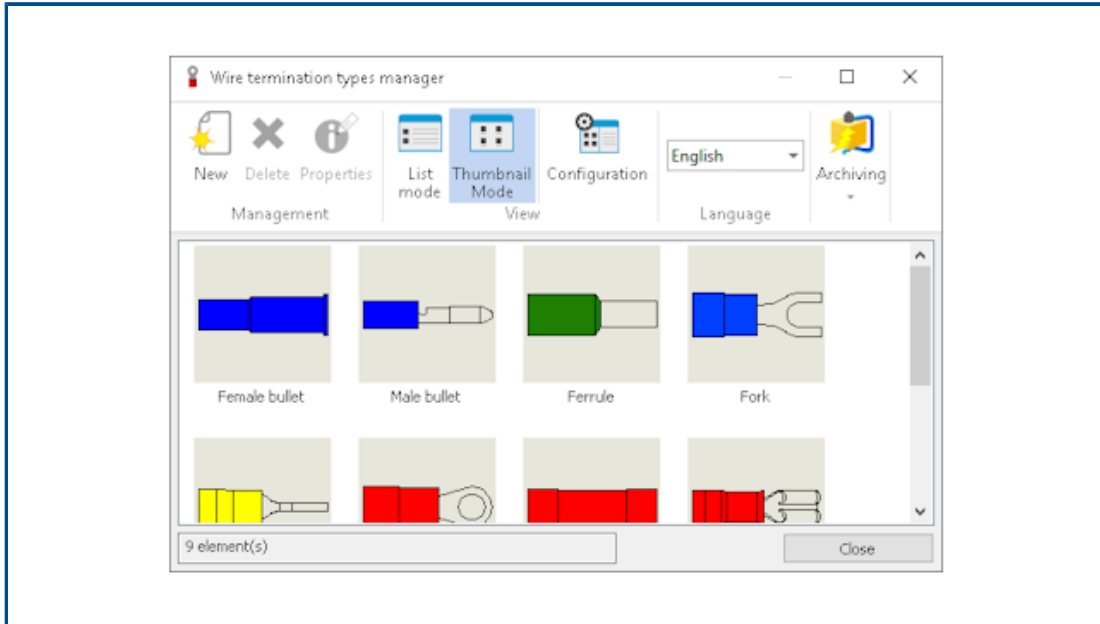 Wire termination types manager
New Delete Properties List mode Thumbnail Mode Configuration English Archiving
Management View Language
Female bullet Male bullet Ferrule Fork
9 element(s) Close